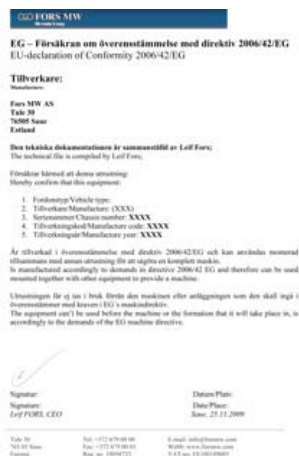 FORS MW
EG – Försäkran om överensstämmelse med direktiv 2006/42/EG
EU-declaration of Conformity 2006/42/EG
Tillverkare:
Manufacturer:
Fors MW AS
Tule 30
76505 Saue
Estland
Den tekniska dokumentationen är sammanställd av Leif Fors;
The technical file is compiled by Leif Fors;
Försäkrar härmed att denna utrustning:
Hereby confirm that this equipment:
1. Fordonstyp/Vehicle type:
2. Tillverkare/Manufacture: (XXX)
3. Serienummer/Chassis number: XXXX
4. Tillverkningskod/Manufacture code: XXXX
5. Tillverkningsår/Manufacture year: XXXX
Är tillverkad i överensstämmelse med direktiv 2006/42/EG och kan användas monterad
tillsammans med annan utrustning för att utgöra en komplett maskin.
Is manufactured accordingly to demands in directive 2006/42 EG and therefore can be used
mounted together with other equipment to provide a machine.
Utrustningen får ej tas i bruk förrän den maskinen eller anläggningen som den skall ingå i
överensstämmer med kraven i EG's maskindirektiv.
The equipment can't be used before the machine or the formation that it will take place in, is
accordingly to the demands of the EG machine directive.
Signatur: Datum/Plats:
Signature: Date/Place:
Leif FORS, CEO Saue, 25.11.2009
Tule 30
765 05 Saue
Estonia